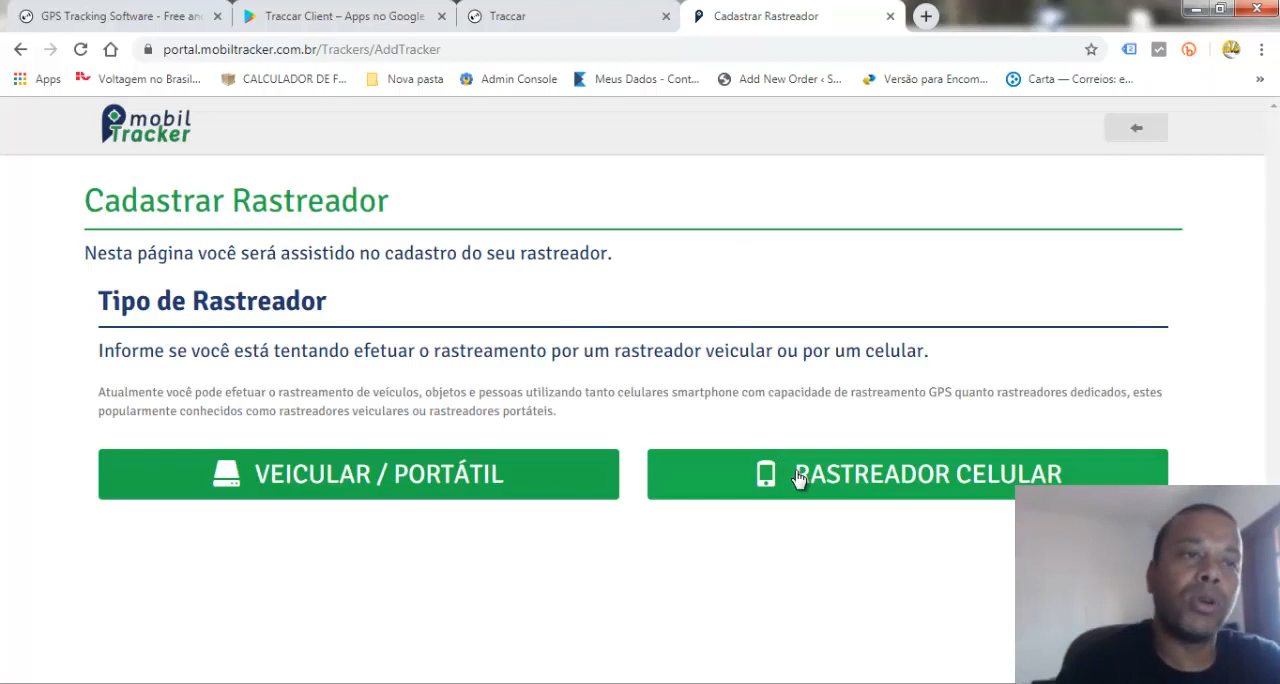 GPS Tracking Software - Free an
Traccar Client – Apps no Google
Traccar
Cadastrar Rastreador
portal.mobiltracker.com.br/Trackers/AddTracker
Apps
Voltagem no Brasil...
CALCULADOR DE F...
Nova pasta
Admin Console
Meus Dados - Cont...
Add New Order ‹ S...
Versão para Encom...
Carta — Correios: e...
»
mobil
Tracker
Cadastrar Rastreador
Nesta página você será assistido no cadastro do seu rastreador.
Tipo de Rastreador
Informe se você está tentando efetuar o rastreamento por um rastreador veicular ou por um celular.
Atualmente você pode efetuar o rastreamento de veículos, objetos e pessoas utilizando tanto celulares smartphone com capacidade de rastreamento GPS quanto rastreadores dedicados, estes
popularmente conhecidos como rastreadores veiculares ou rastreadores portáteis.
VEICULAR / PORTÁTIL
RASTREADOR CELULAR